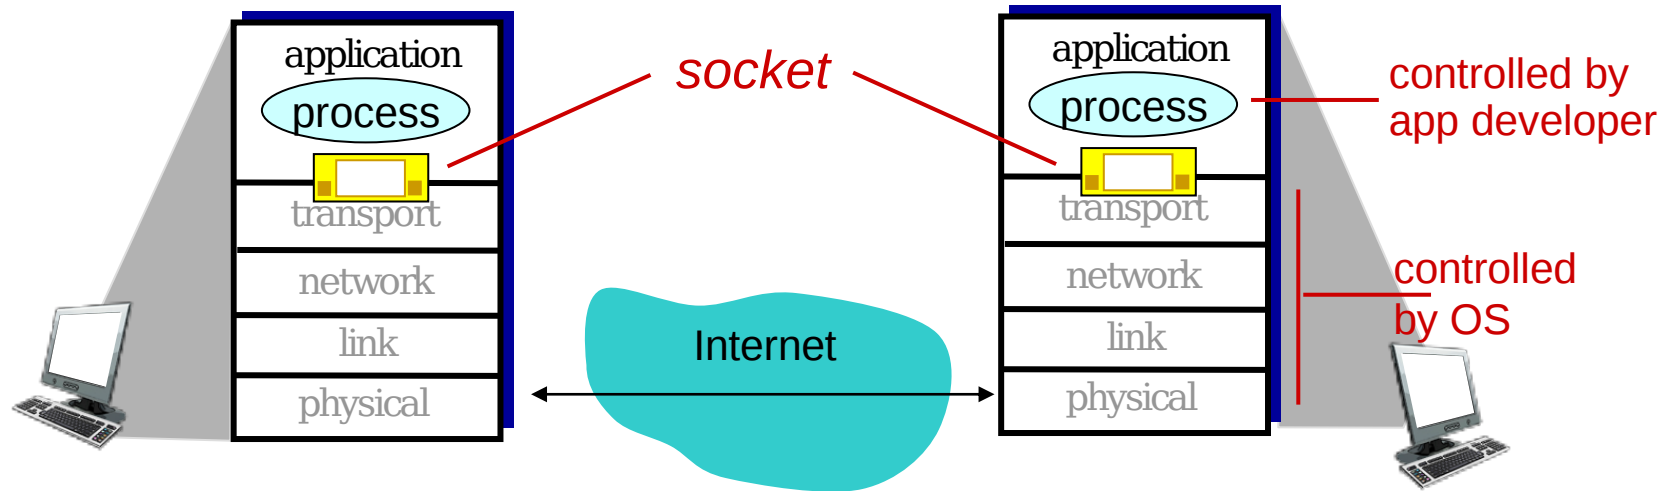 application
process
transport
network
link
physical
socket
Internet
application
process
transport
network
link
physical
controlled by
app developer
controlled
by OS